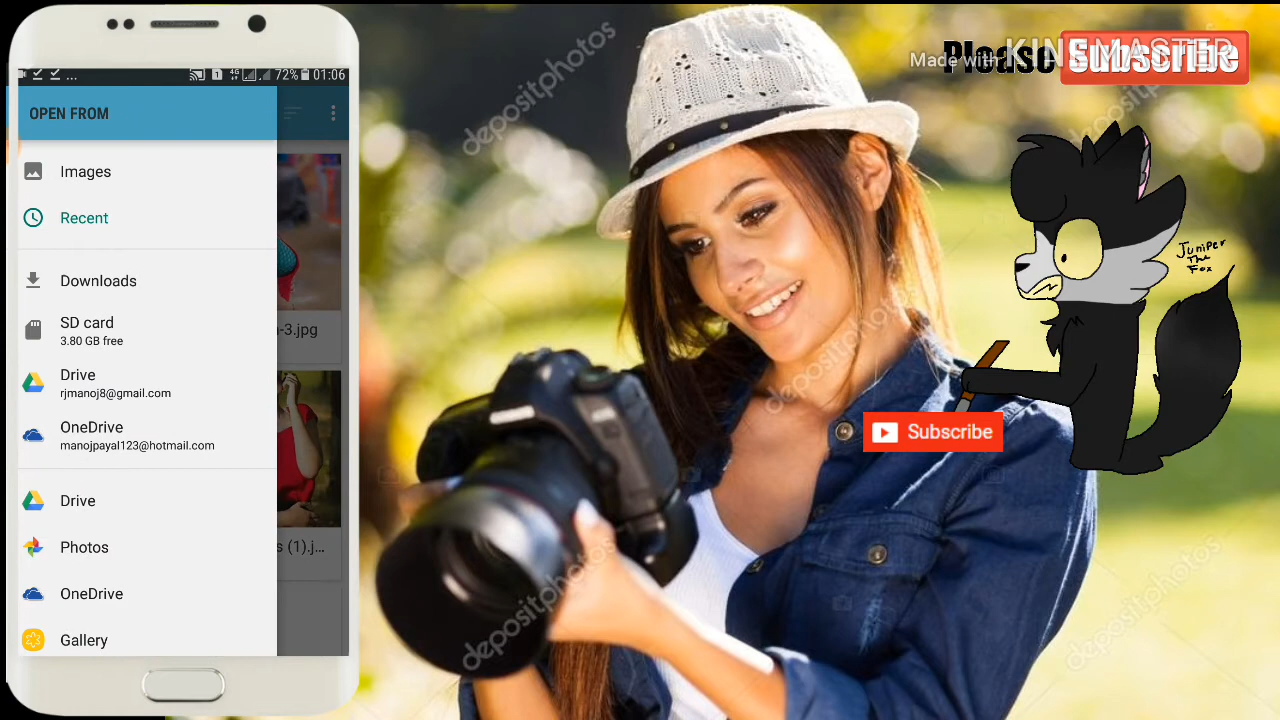 ... 4G 72% 01:06
OPEN FROM
Images
Recent
Downloads
SD card
3.80 GB free
Drive
rjmanoj8@gmail.com
OneDrive
manojpayal123@hotmail.com
Drive
Photos
OneDrive
Gallery
-3.jpg
s (1).j...
Made with KINEMASTER
Please Subscribe
Juniper
The
Fox
Subscribe
depositphotos
depositphotos
depositphotos
depositphotos
depositphotos